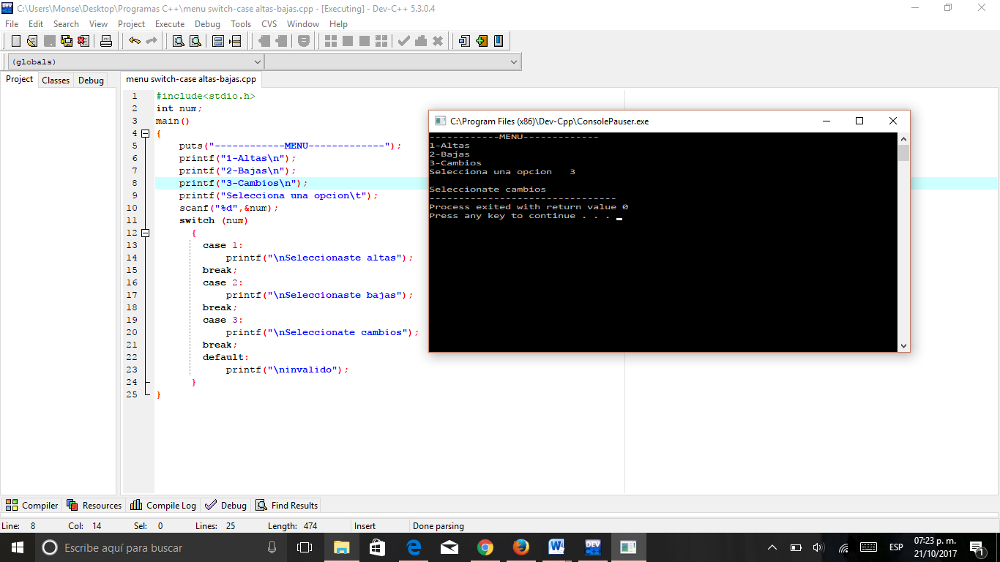 C:\Users\Monse\Desktop\Programas C++\menu switch-case altas-bajas.cpp - [Executing] - Dev-C++ 5.3.0.4
File Edit Search View Project Execute Debug Tools CVS Window Help
(globals)
Project Classes Debug
menu switch-case altas-bajas.cpp
1 #include<stdio.h>
2 int num;
3 main()
4 {
5 puts("------------MENU-------------");
6 printf("1-Altas\n");
7 printf("2-Bajas\n");
8 printf("3-Cambios\n");
9 printf("Selecciona una opcion\t");
10 scanf("%d",&num);
11 switch (num)
12 {
13 case 1:
14 printf("\nSeleccionaste altas");
15 break;
16 case 2:
17 printf("\nSeleccionaste bajas");
18 break;
19 case 3:
20 printf("\nSeleccionate cambios");
21 break;
22 default:
23 printf("\ninvalido");
24 }
25 }
C:\Program Files (x86)\Dev-Cpp\ConsolePauser.exe
------------MENU-------------
1-Altas
2-Bajas
3-Cambios
Selecciona una opcion 3
Seleccionate cambios
--------------------------------
Process exited with return value 0
Press any key to continue . . .
Compiler Resources Compile Log Debug Find Results
Line: 8 Col: 14 Sel: 0 Lines: 25 Length: 474 Insert Done parsing
Escribe aquí para buscar
ESP
07:23 p. m.
21/10/2017
1